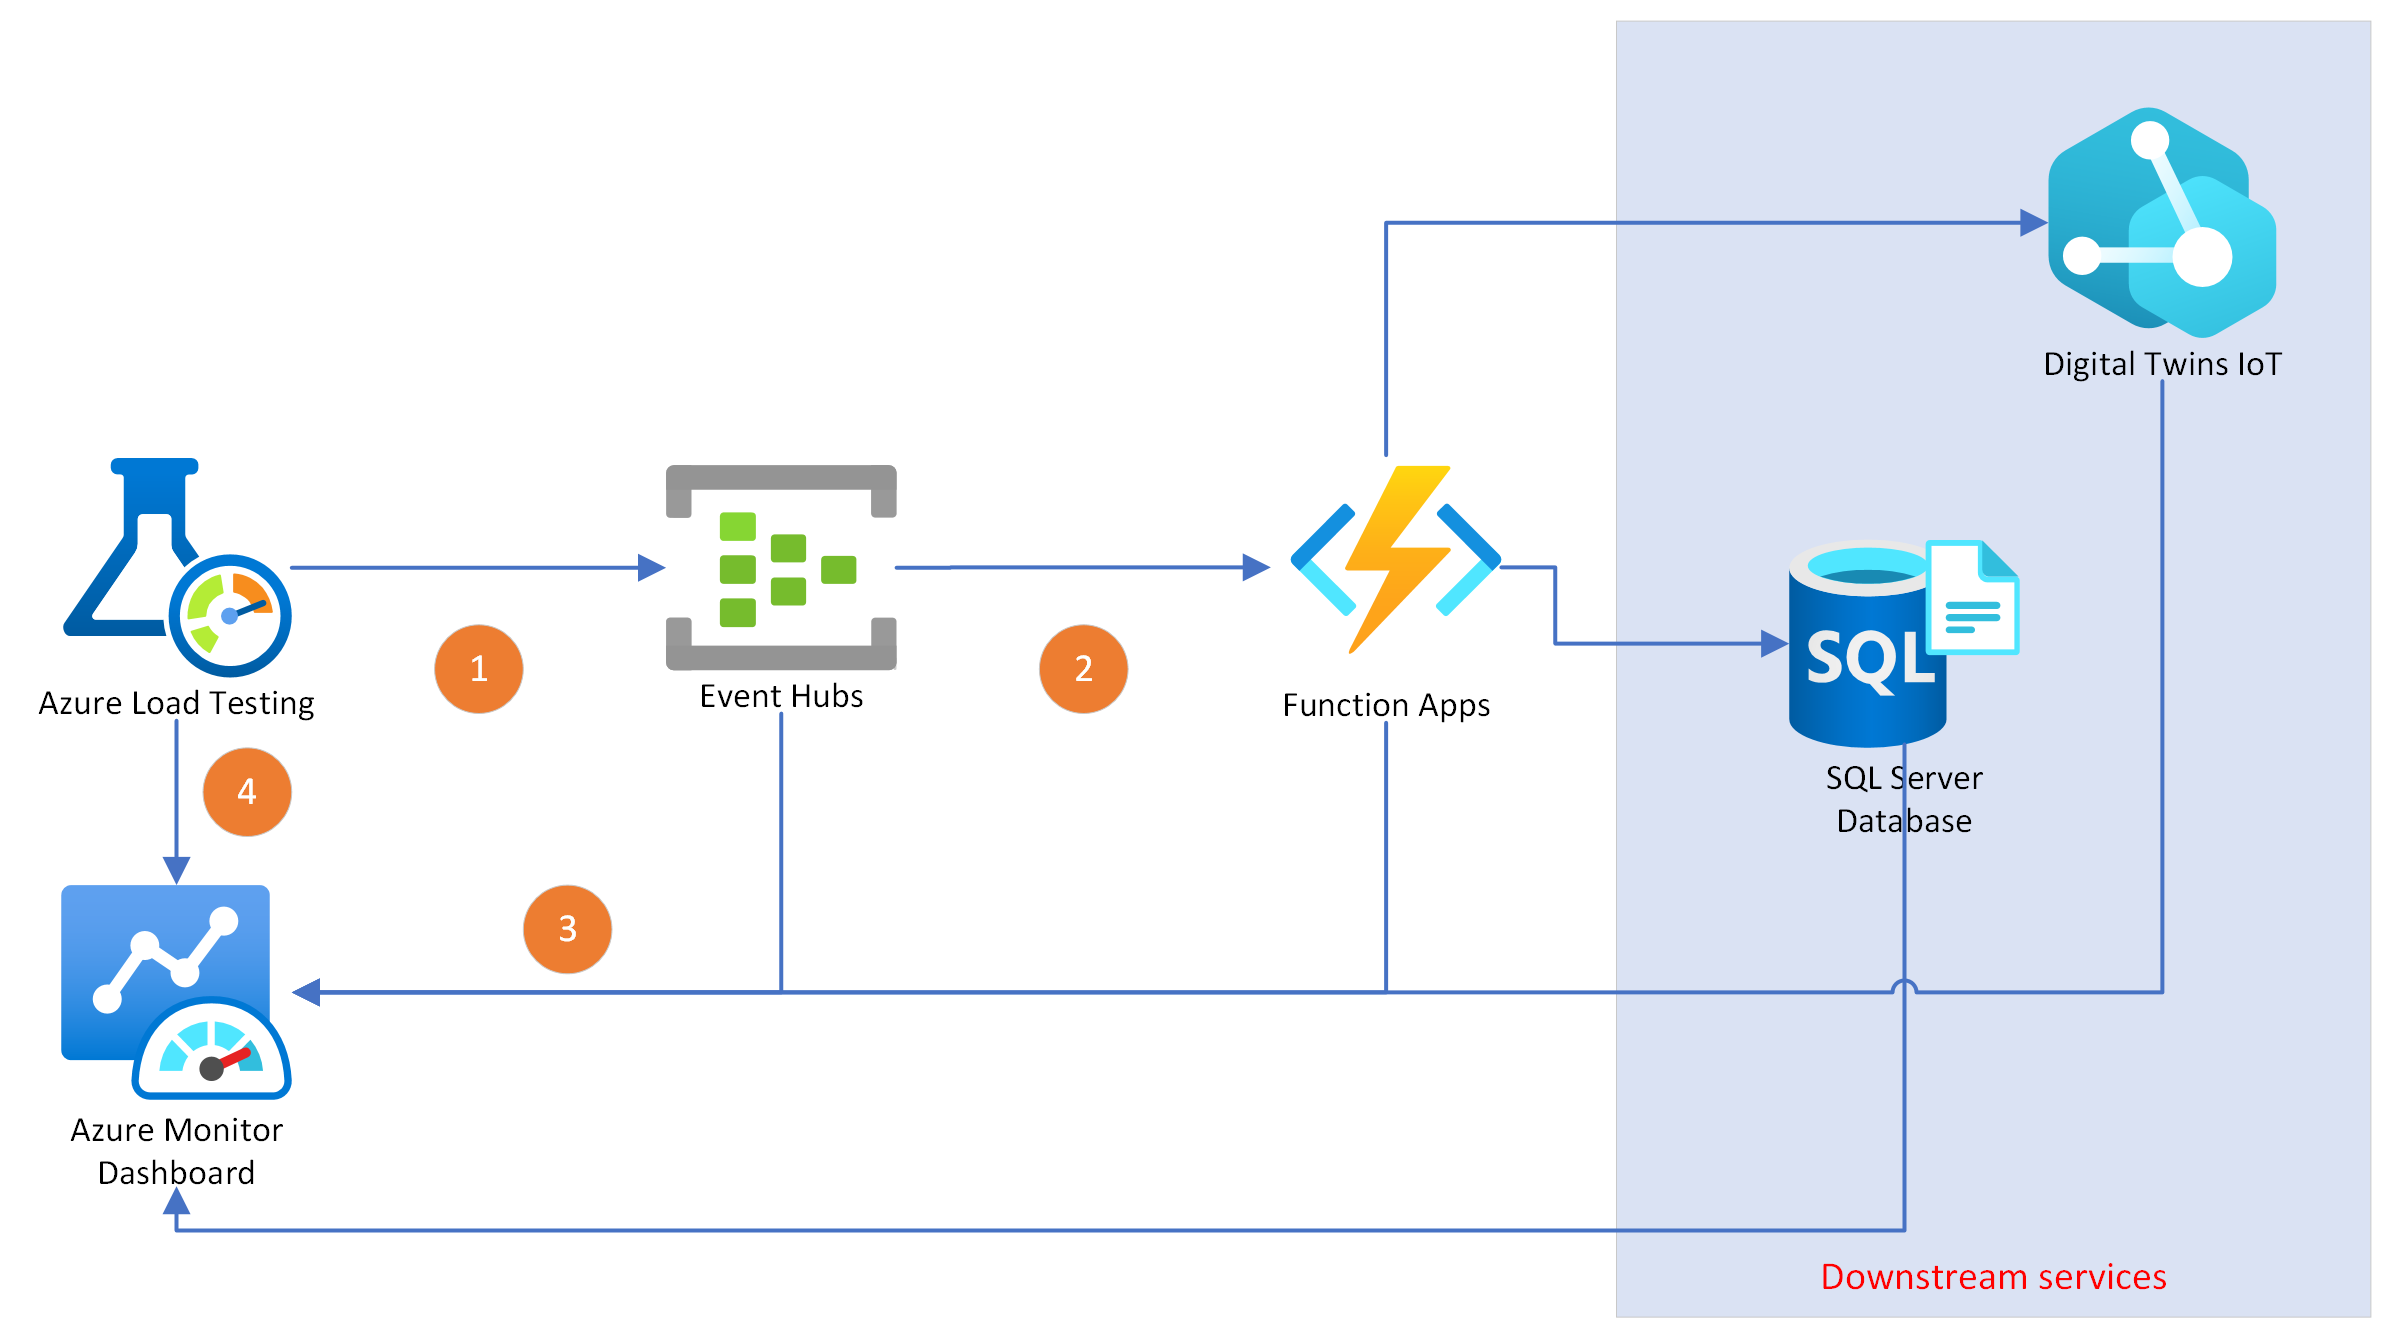 Digital Twins IoT
SQL
Azure Load Testing
1
Event Hubs
2
Function Apps
SQL Server
Database
4
3
Azure Monitor
Dashboard
Downstream services